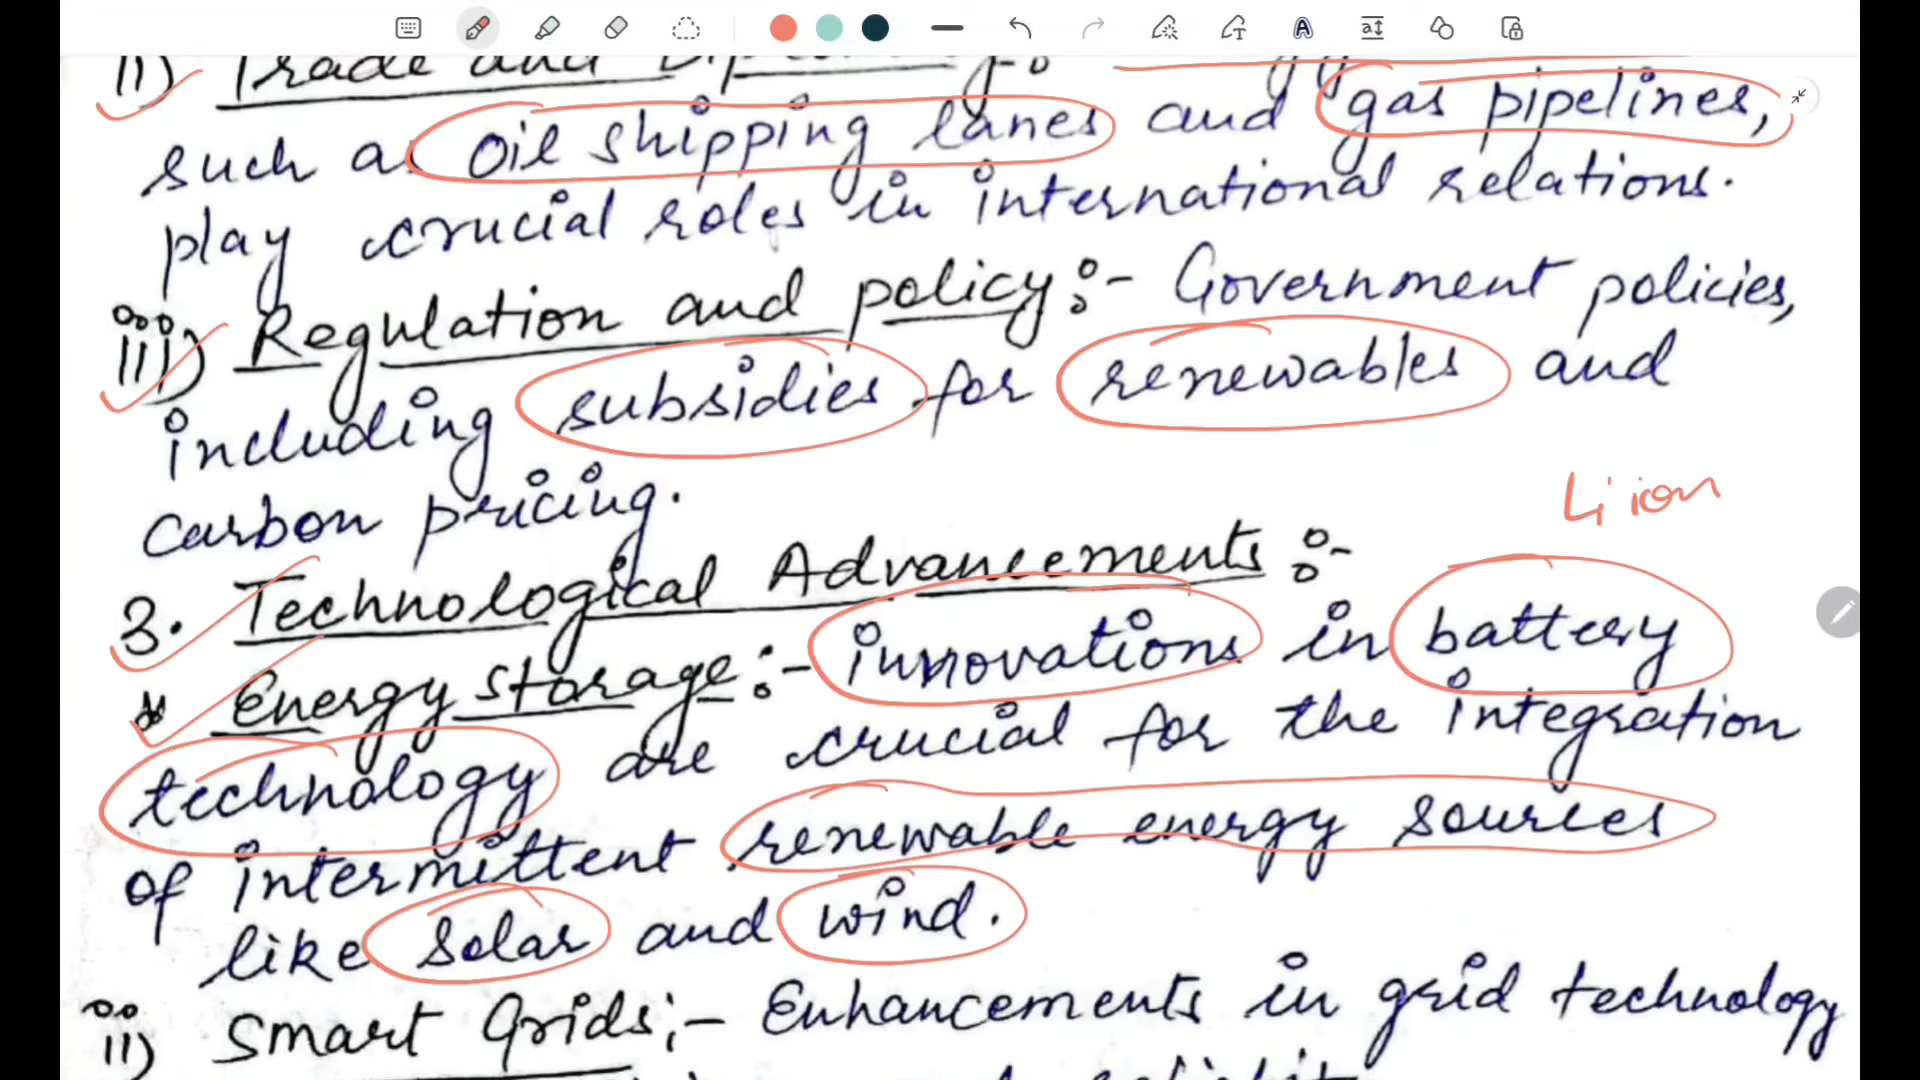 ii) Trade and
such as oil shipping lanes and gas pipelines,
play crucial roles in international relations.
iii) Regulation and policy:- Government policies,
including subsidies for renewables and
carbon pricing.
Li ion
3. Technological Advancements :-
* Energy storage:- innovations in battery
technology are crucial for the integration
of intermittent renewable energy sources
like solar and wind.
ii) Smart Grids:- Enhancements in grid technology